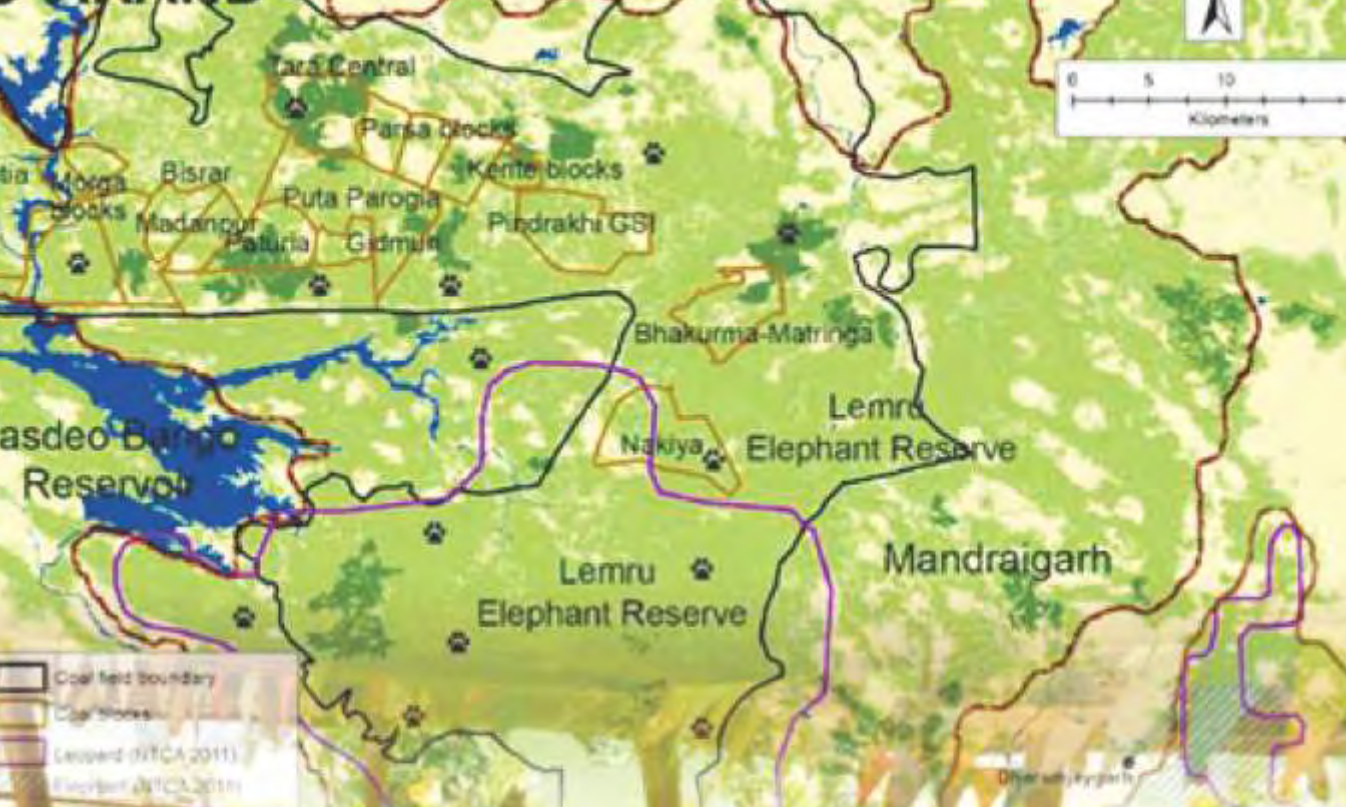 Tara Central
Parsa blocks
Kente blocks
Bisrar
Morga
blocks
Puta Parogia
Madanpur
Paturia
Gidmuri
Pindrakhi GSI
Bhakurma-Matringa
Nakiya
Lemru
Elephant Reserve
asdeo Bango
Reservoir
Lemru
Elephant Reserve
Mandraigarh
0 5 10
Kilometers
Coal field boundary
Coal blocks
Leopard (NTCA 2011)
Dharamjaygarh